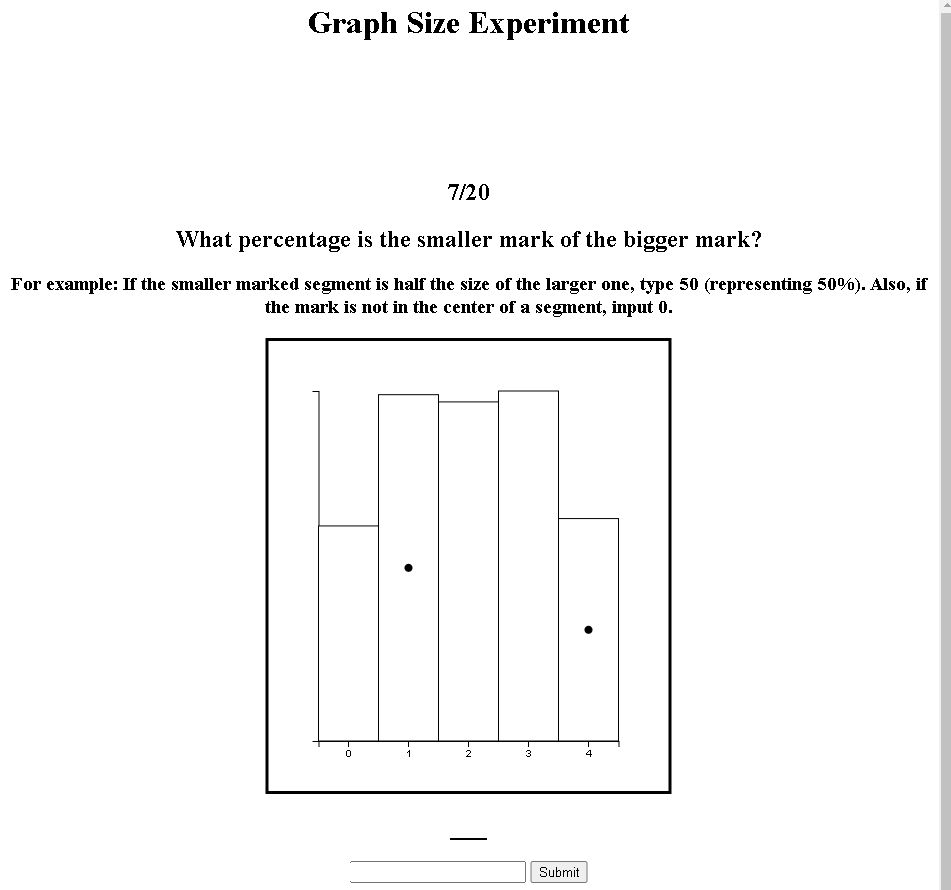 Graph Size Experiment
7/20
What percentage is the smaller mark of the bigger mark?
For example: If the smaller marked segment is half the size of the larger one, type 50 (representing 50%). Also, if
the mark is not in the center of a segment, input 0.
0 1 2 3 4
Submit